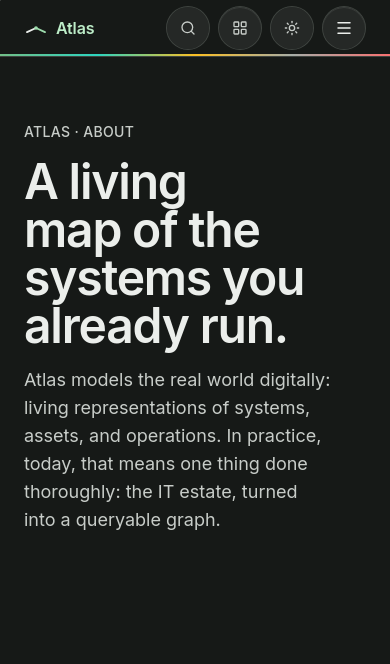 Atlas
ATLAS · ABOUT
A living
map of the
systems you
already run.
Atlas models the real world digitally:
living representations of systems,
assets, and operations. In practice,
today, that means one thing done
thoroughly: the IT estate, turned
into a queryable graph.